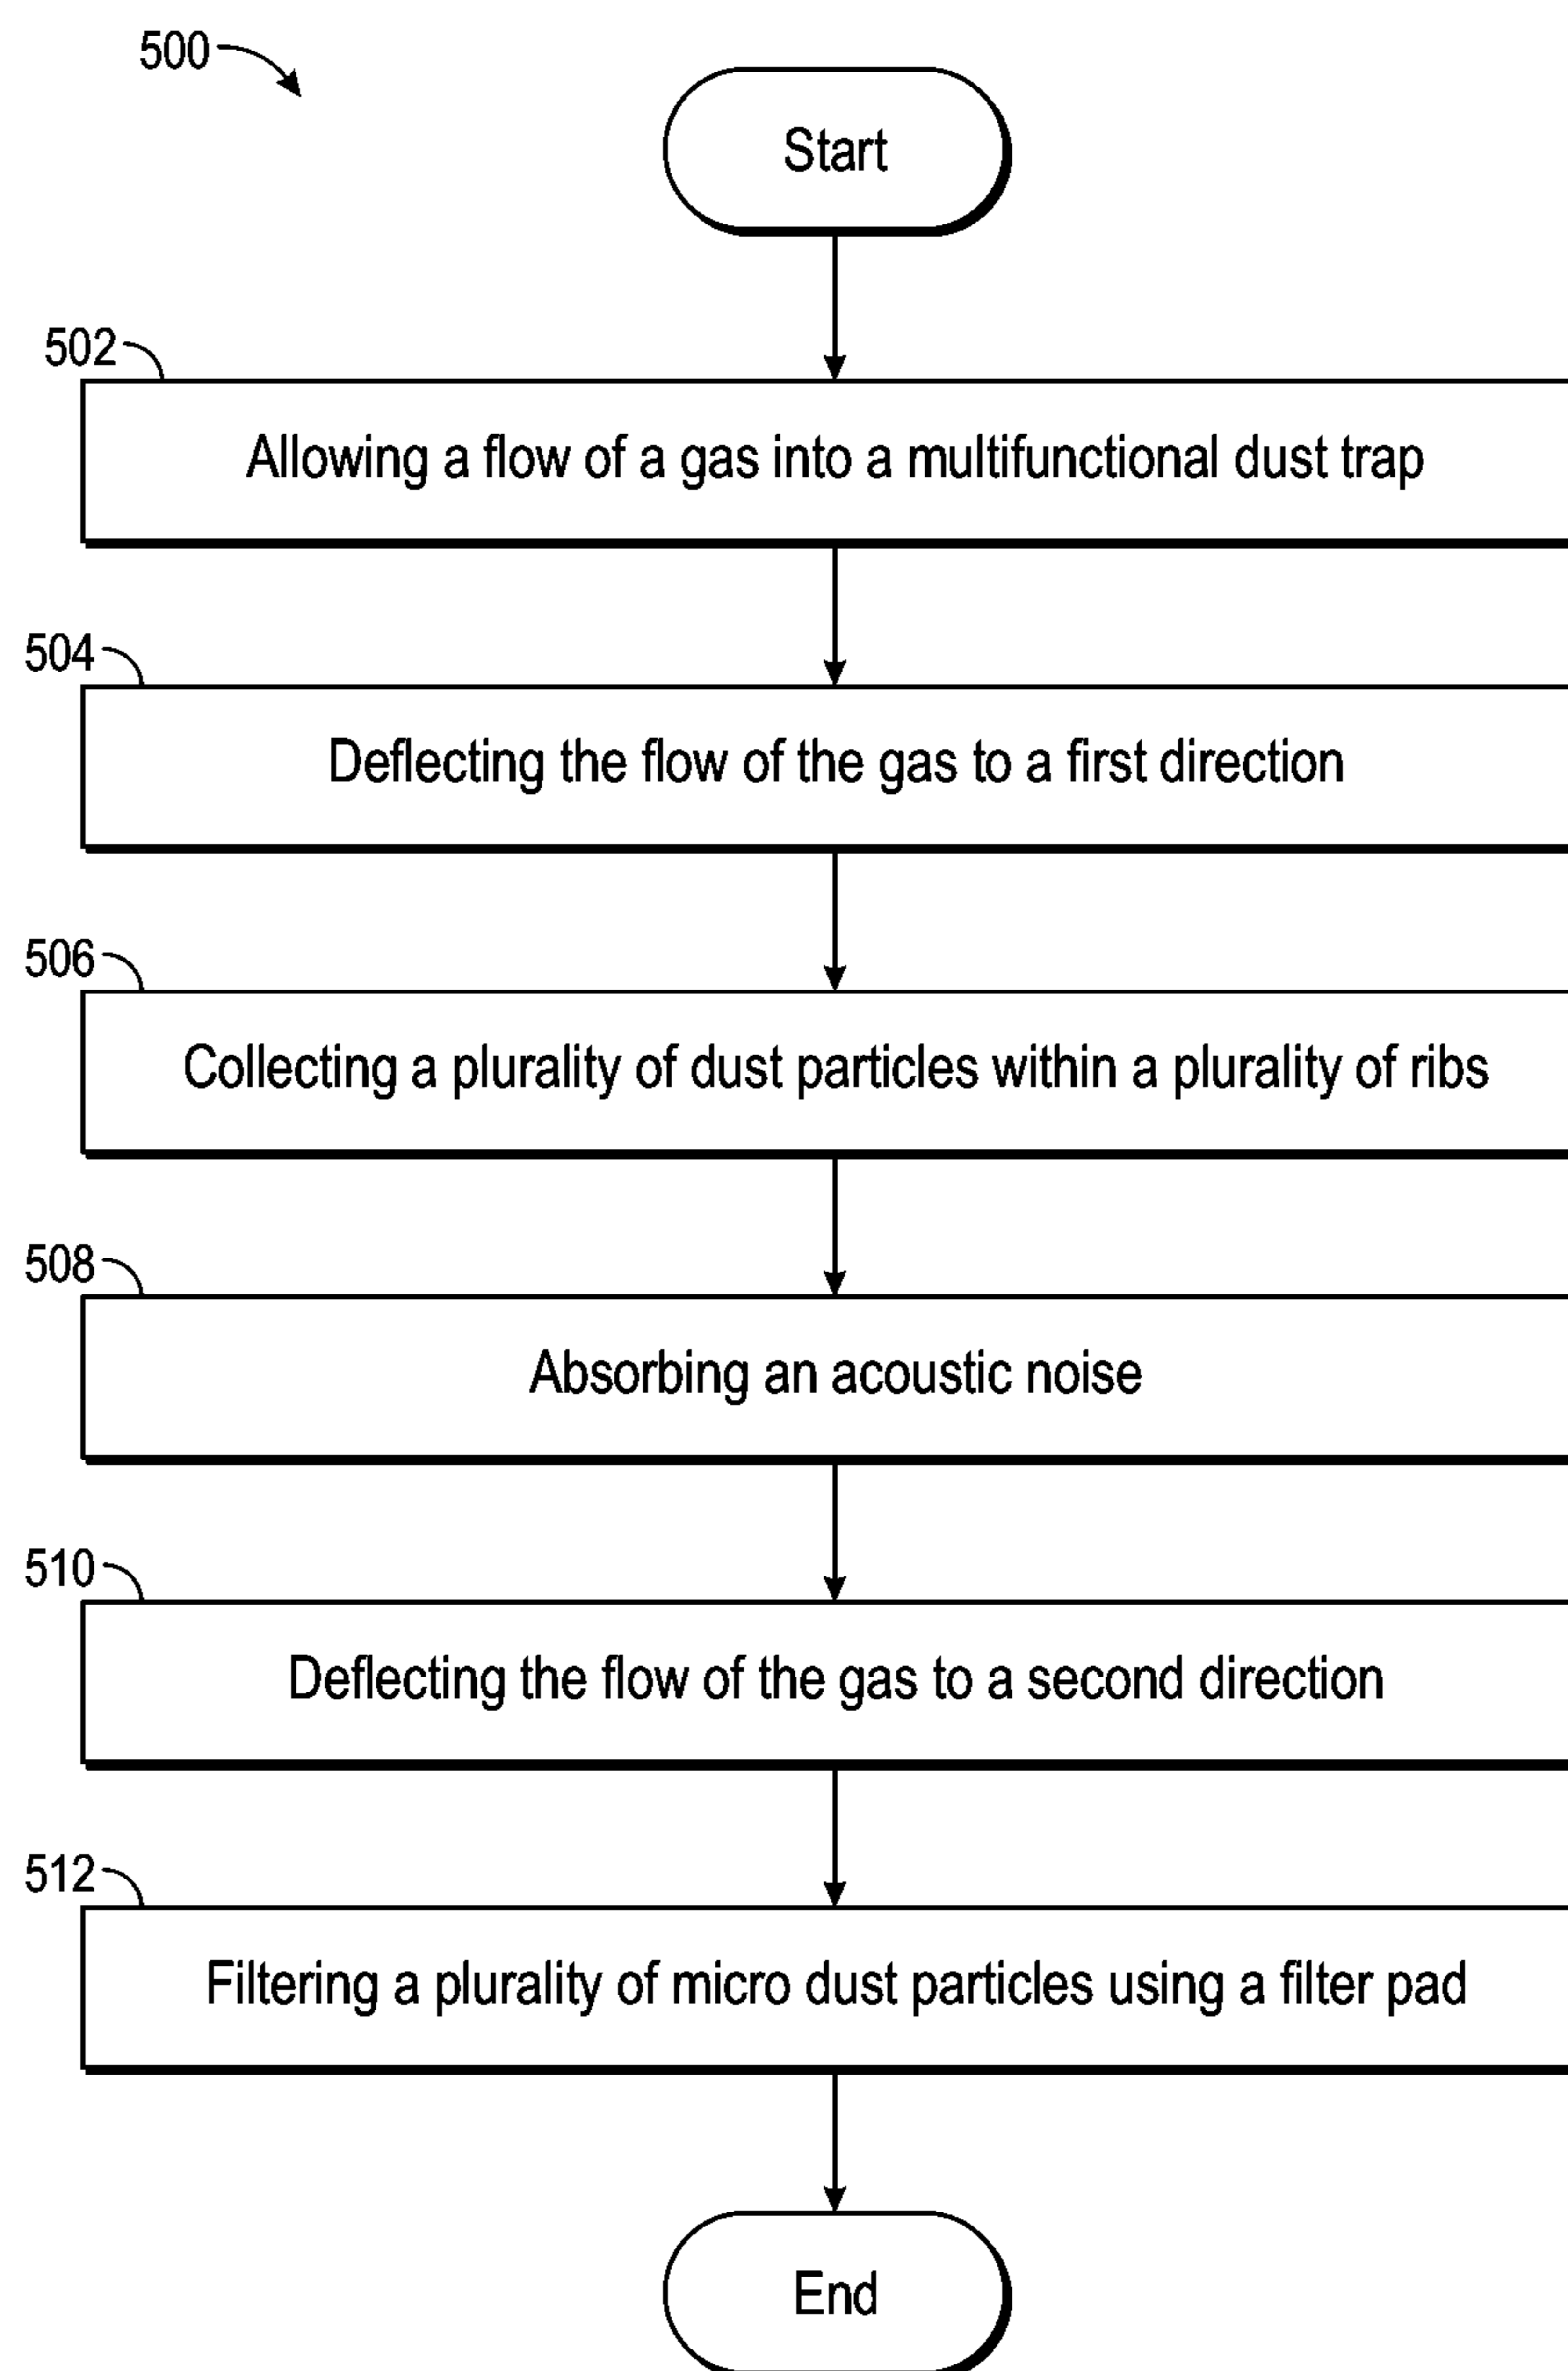 500
Start
502
Allowing a flow of a gas into a multifunctional dust trap
504
Deflecting the flow of the gas to a first direction
506
Collecting a plurality of dust particles within a plurality of ribs
508
Absorbing an acoustic noise
510
Deflecting the flow of the gas to a second direction
512
Filtering a plurality of micro dust particles using a filter pad
End